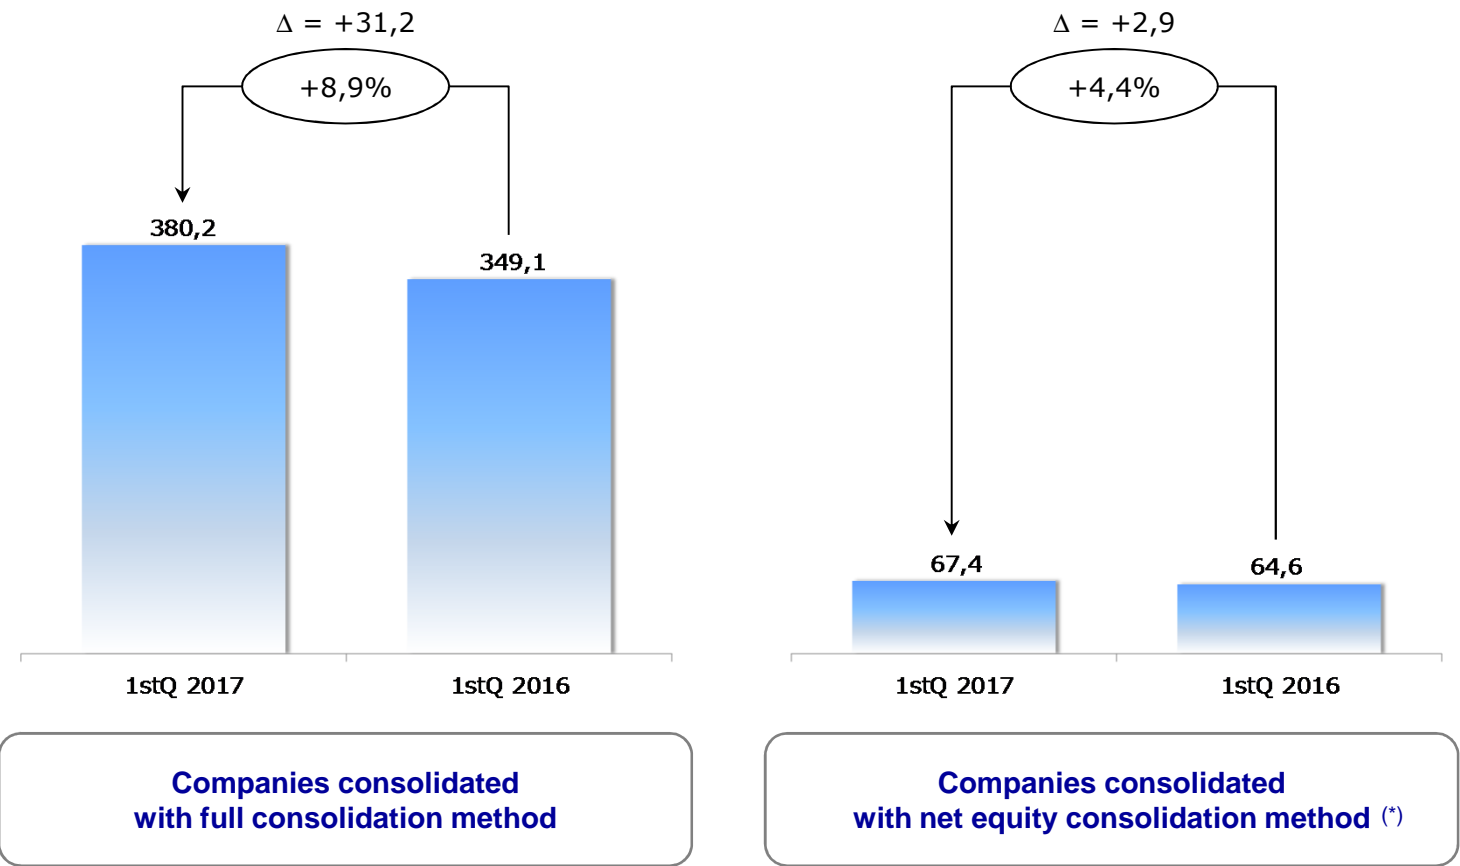 Δ = +31,2
+8,9%
380,2
349,1
1stQ 2017
1stQ 2016
Companies consolidated
with full consolidation method
Δ = +2,9
+4,4%
67,4
64,6
1stQ 2017
1stQ 2016
Companies consolidated
with net equity consolidation method (*)